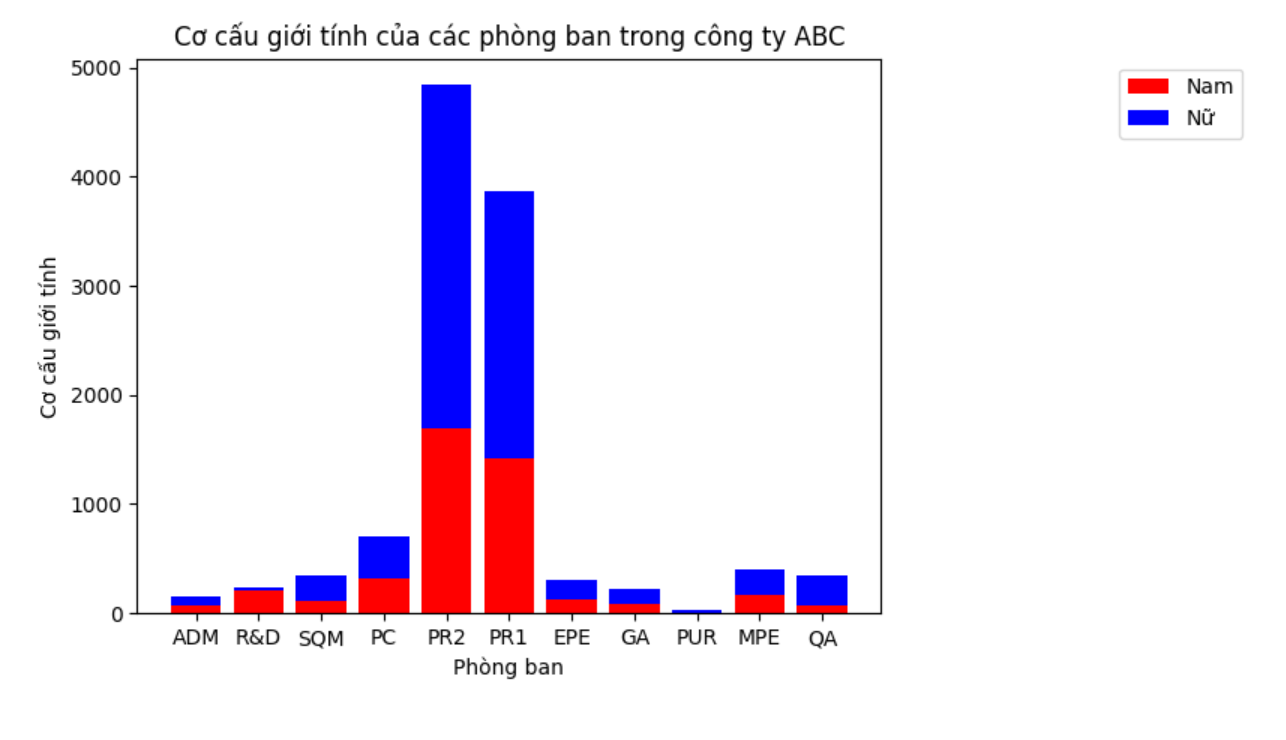 Cơ cấu giới tính của các phòng ban trong công ty ABC
Nam
Nữ
5000
4000
3000
2000
1000
0
Cơ cấu giới tính
ADM R&D SQM PC PR2 PR1 EPE GA PUR MPE QA
Phòng ban